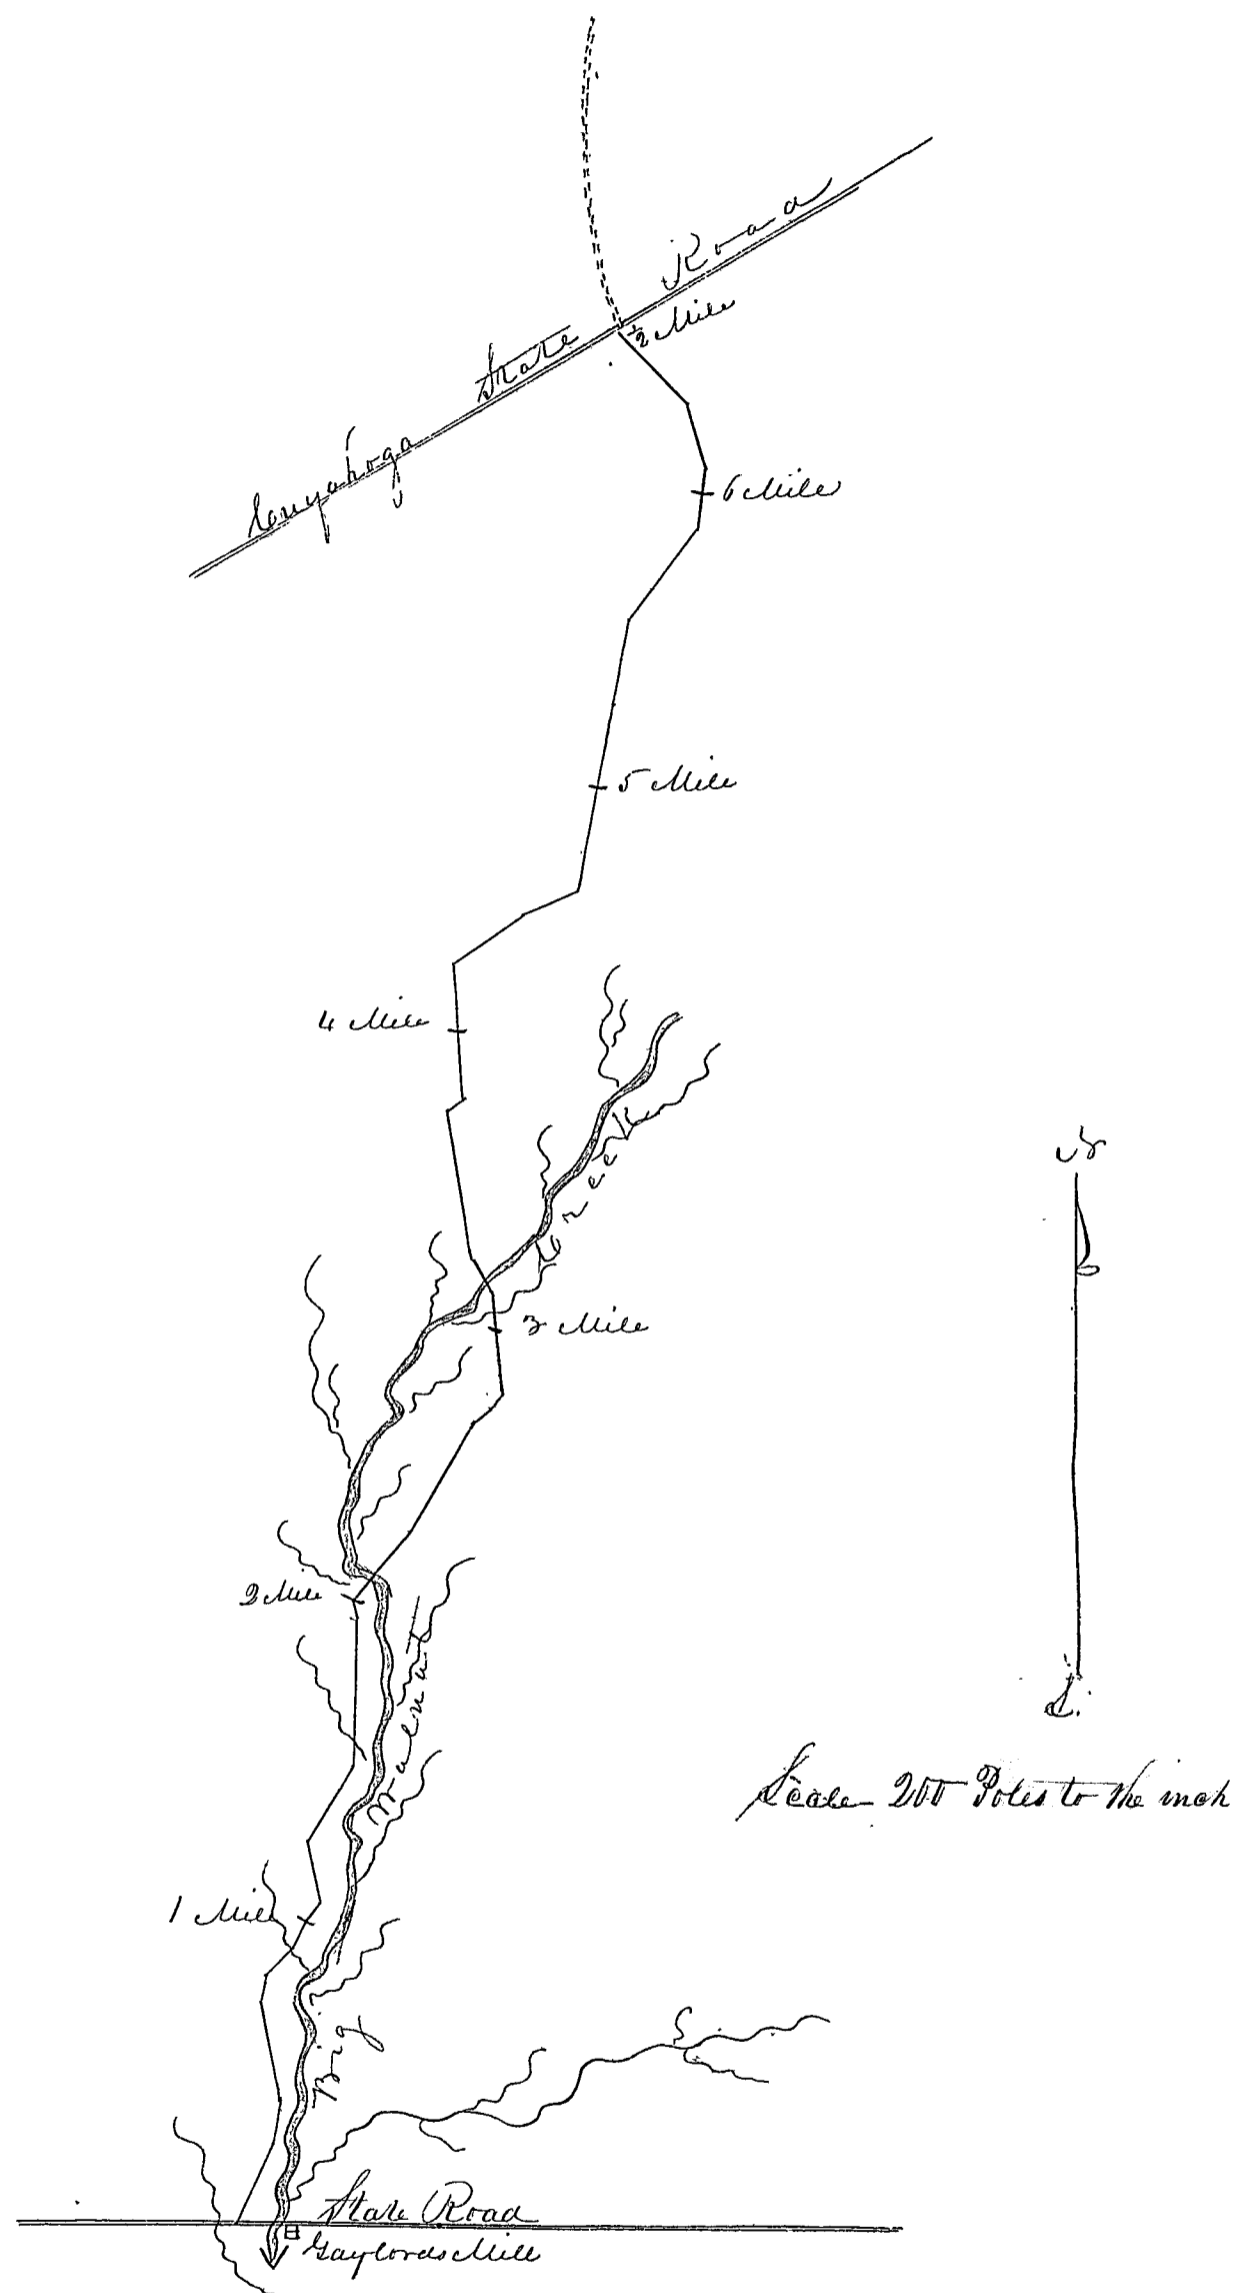 Couyahoga State Road
1/2 Mile
6 Mile
5 Mile
4 Mile
3 Mile
2 Mile
1 Mile
Big Walnut Creek
N
S.
Scale 200 Poles to the inch
State Road
Gaylords Mill